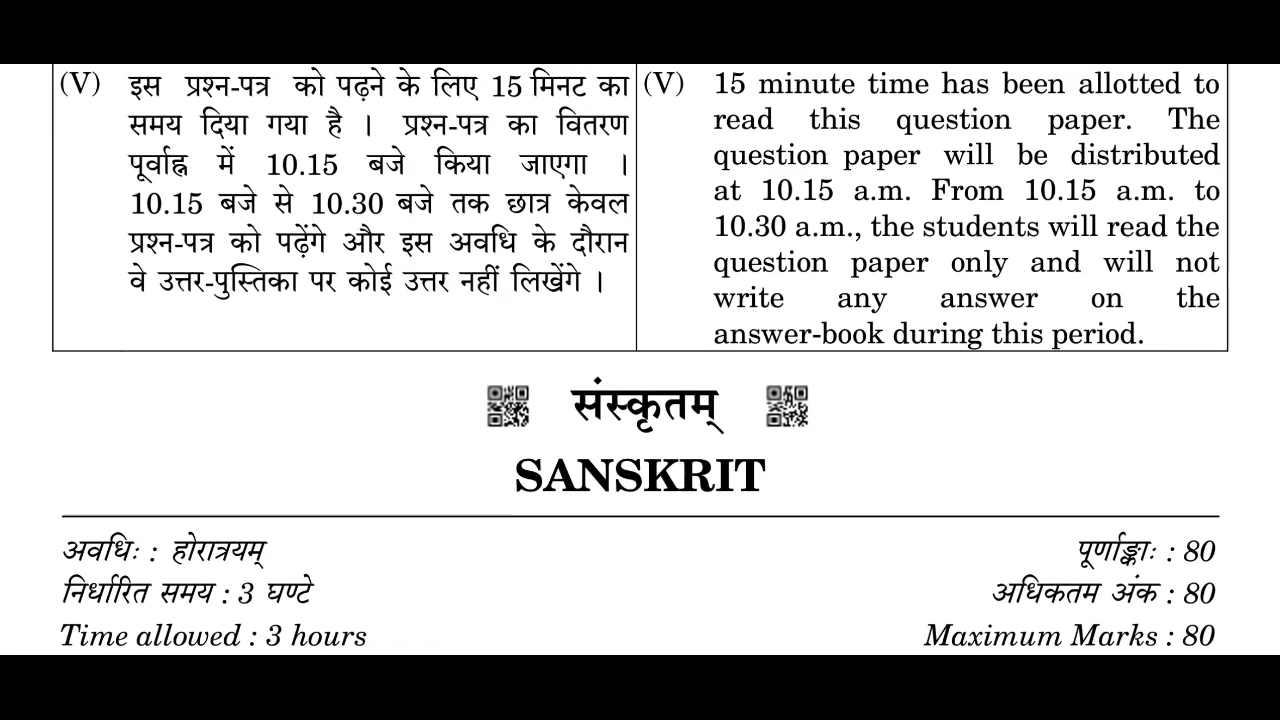 (V) इस प्रश्न-पत्र को पढ़ने के लिए 15 मिनट का
समय दिया गया है । प्रश्न-पत्र का वितरण
पूर्वाह्न में 10.15 बजे किया जाएगा ।
10.15 बजे से 10.30 बजे तक छात्र केवल
प्रश्न-पत्र को पढ़ेंगे और इस अवधि के दौरान
वे उत्तर-पुस्तिका पर कोई उत्तर नहीं लिखेंगे ।
(V) 15 minute time has been allotted to
read this question paper. The
question paper will be distributed
at 10.15 a.m. From 10.15 a.m. to
10.30 a.m., the students will read the
question paper only and will not
write any answer on the
answer-book during this period.
संस्कृतम्
SANSKRIT
अवधिः : होरात्रयम् पूर्णाङ्काः : 80
निर्धारित समय : 3 घण्टे अधिकतम अंक : 80
Time allowed : 3 hours Maximum Marks : 80